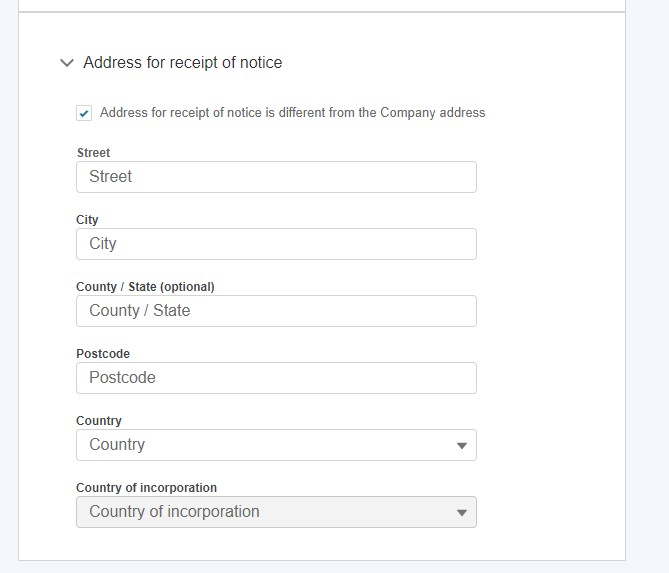 Address for receipt of notice
Address for receipt of notice is different from the Company address
Street
Street
City
City
County / State (optional)
County / State
Postcode
Postcode
Country
Country
Country of incorporation
Country of incorporation